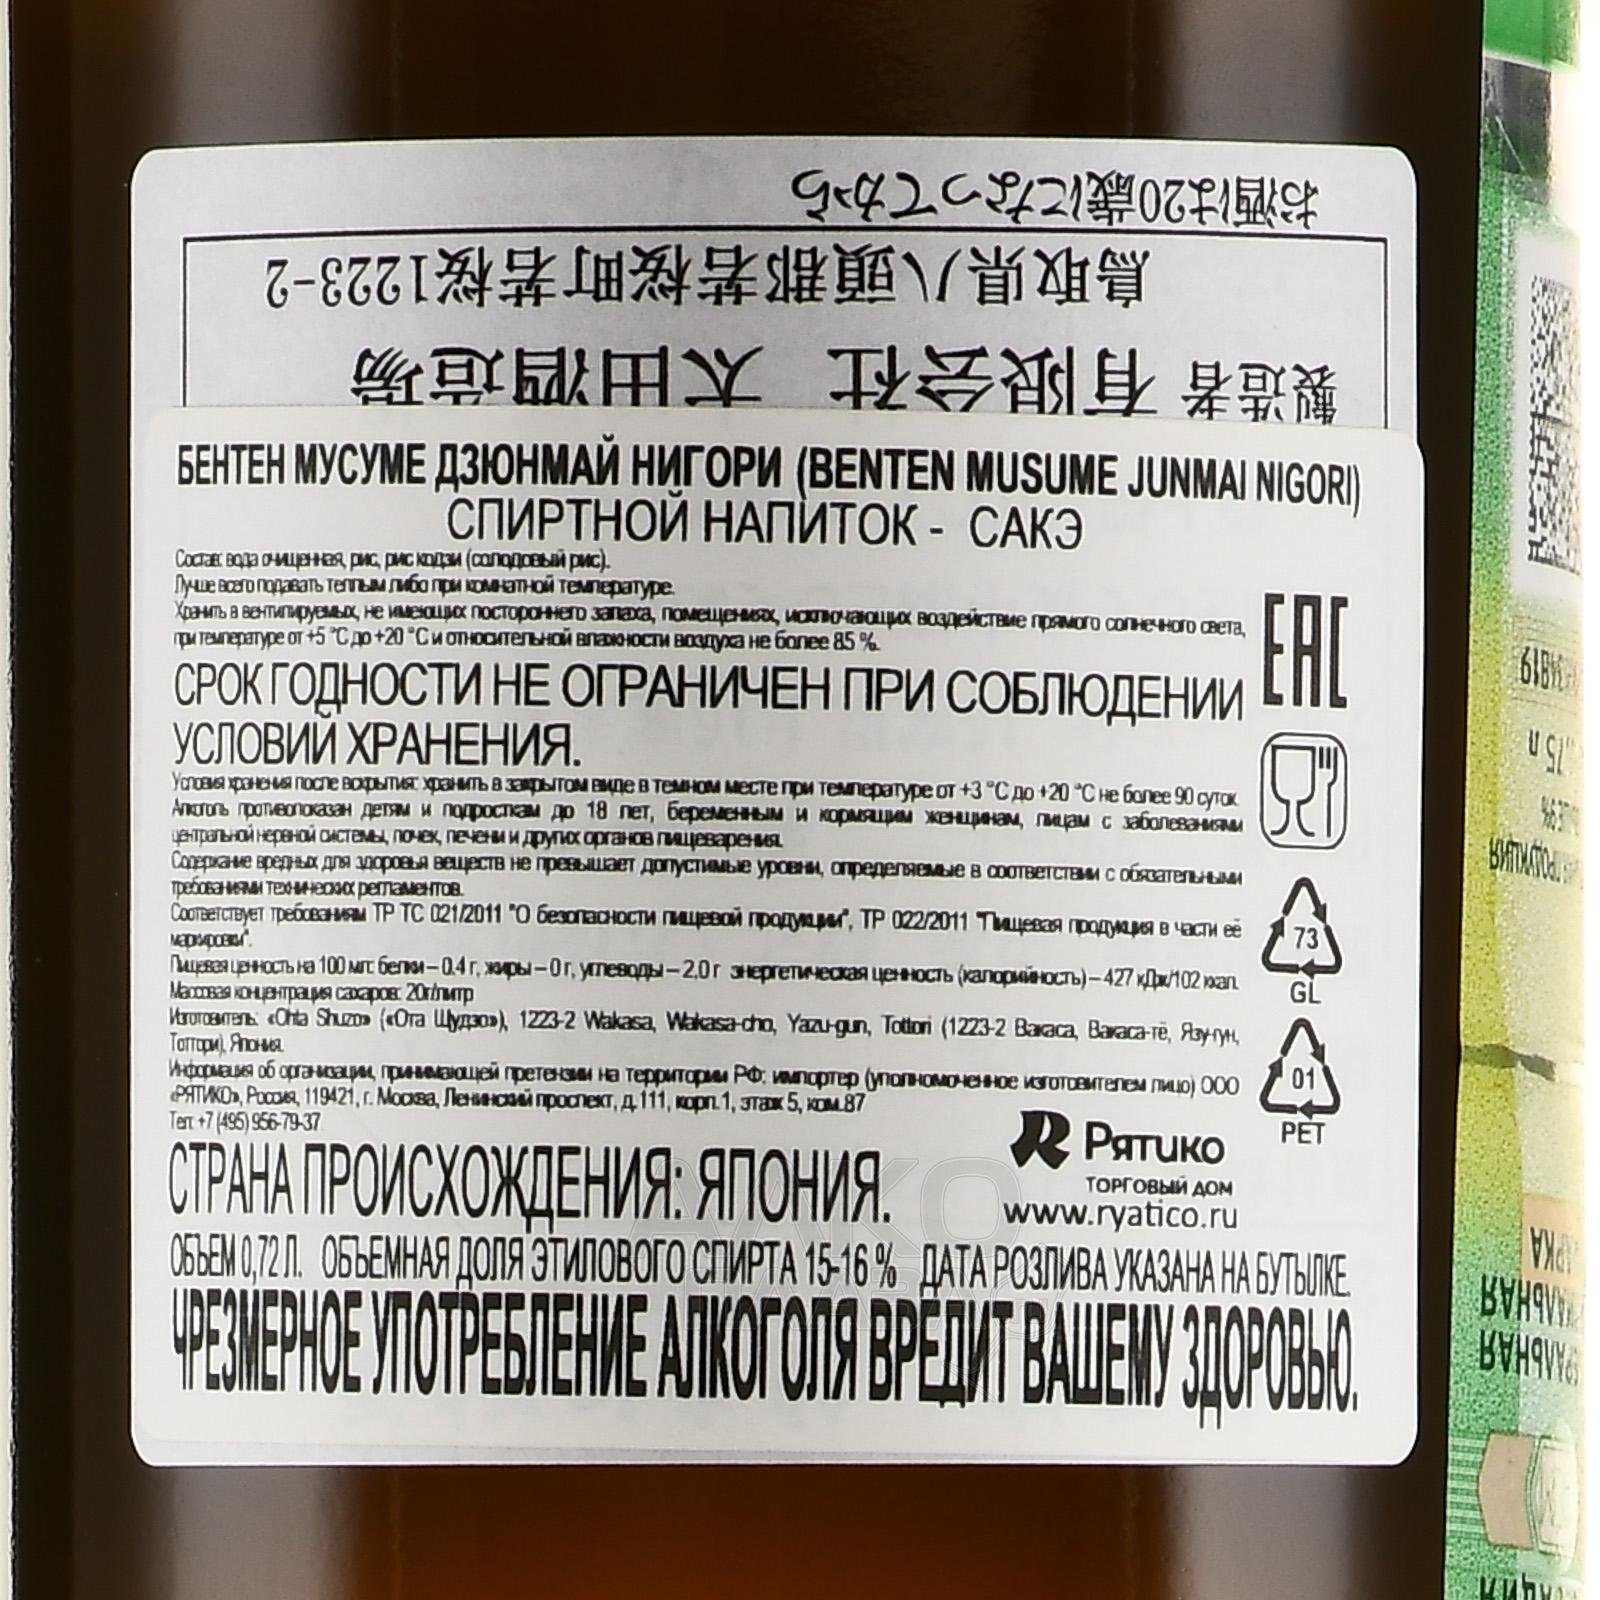 お酒は20歳になってから
鳥取県八頭郡若桜町若桜1223-2
製造者 有限会社 太田酒造場
БЕНТЕН МУСУМЕ ДЗЮНМАЙ НИГОРИ (BENTEN MUSUME JUNMAI NIGORI)
СПИРТНОЙ НАПИТОК - САКЭ
Состав: вода очищенная, рис, рис кодзи (солодовый рис).
Лучше всего подавать теплым либо при комнатной температуре.
Хранить в вентилируемых, не имеющих постороннего запаха, помещениях, исключающих воздействие прямого солнечного света,
при температуре от +5 °C до +20 °C и относительной влажности воздуха не более 85 %.
СРОК ГОДНОСТИ НЕ ОГРАНИЧЕН ПРИ СОБЛЮДЕНИИ
УСЛОВИЙ ХРАНЕНИЯ.
Условия хранения после вскрытия: хранить в закрытом виде в темном месте при температуре от +3 °C до +20 °C не более 90 суток.
Алкоголь противопоказан детям и подросткам до 18 лет, беременным и кормящим женщинам, лицам с заболеваниями
центральной нервной системы, почек, печени и других органов пищеварения.
Содержание вредных для здоровья веществ не превышает допустимые уровни, определяемые в соответствии с обязательными
требованиями технических регламентов.
Соответствует требованиям ТР ТС 021/2011 "О безопасности пищевой продукции", ТР 022/2011 "Пищевая продукция в части её
маркировки".
Пищевая ценность на 100 мл: белки – 0.4 г, жиры – 0 г, углеводы – 2,0 г энергетическая ценность (калорийность) – 427 кДж/102 ккал.
Массовая концентрация сахаров: 20г/литр
Изготовитель: «Ohta Shuzo» («Ота Шудзо»), 1223-2 Wakasa, Wakasa-cho, Yazu-gun, Tottori (1223-2 Вакаса, Вакаса-тё, Язу-гун,
Тоттори), Япония.
Информация об организации, принимающей претензии на территории РФ: импортер (уполномоченное изготовителем лицо) ООО
«РЯТИКО», Россия, 119421, г. Москва, Ленинский проспект, д.111, корп.1, этаж 5, ком.87
Тел: +7 (495) 956-79-37
СТРАНА ПРОИСХОЖДЕНИЯ: ЯПОНИЯ.
ОБЪЕМ 0,72 Л. ОБЪЕМНАЯ ДОЛЯ ЭТИЛОВОГО СПИРТА 15-16 % ДАТА РОЗЛИВА УКАЗАНА НА БУТЫЛКЕ.
ЧРЕЗМЕРНОЕ УПОТРЕБЛЕНИЕ АЛКОГОЛЯ ВРЕДИТ ВАШЕМУ ЗДОРОВЬЮ.
EAC
73
GL
01
PET
Рятико
ТОРГОВЫЙ ДОМ
www.ryatico.ru